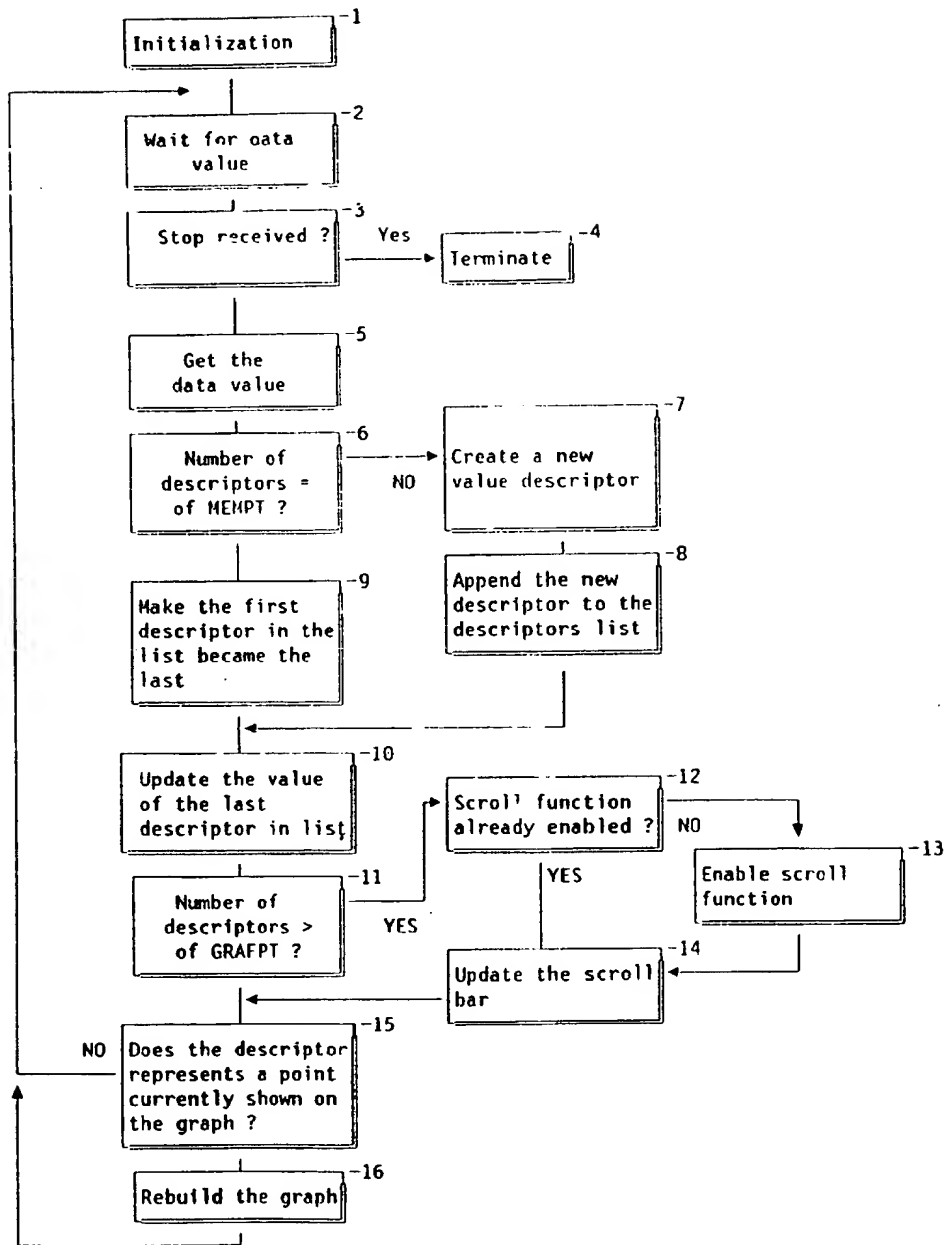 -1
Initialization
-2
Wait for data
value
-3
Stop received ?
Yes
-4
Terminate
-5
Get the
data value
-6
Number of
descriptors =
of MEMPT ?
NO
-7
Create a new
value descriptor
-8
Append the new
descriptor to the
descriptors list
-9
Make the first
descriptor in the
list became the
last
-10
Update the value
of the last
descriptor in list
-11
Number of
descriptors >
of GRAFPT ?
YES
-12
Scroll function
already enabled ?
NO
YES
-13
Enable scroll
function
-14
Update the scroll
bar
-15
NO
Does the descriptor
represents a point
currently shown on
the graph ?
-16
Rebuild the graph